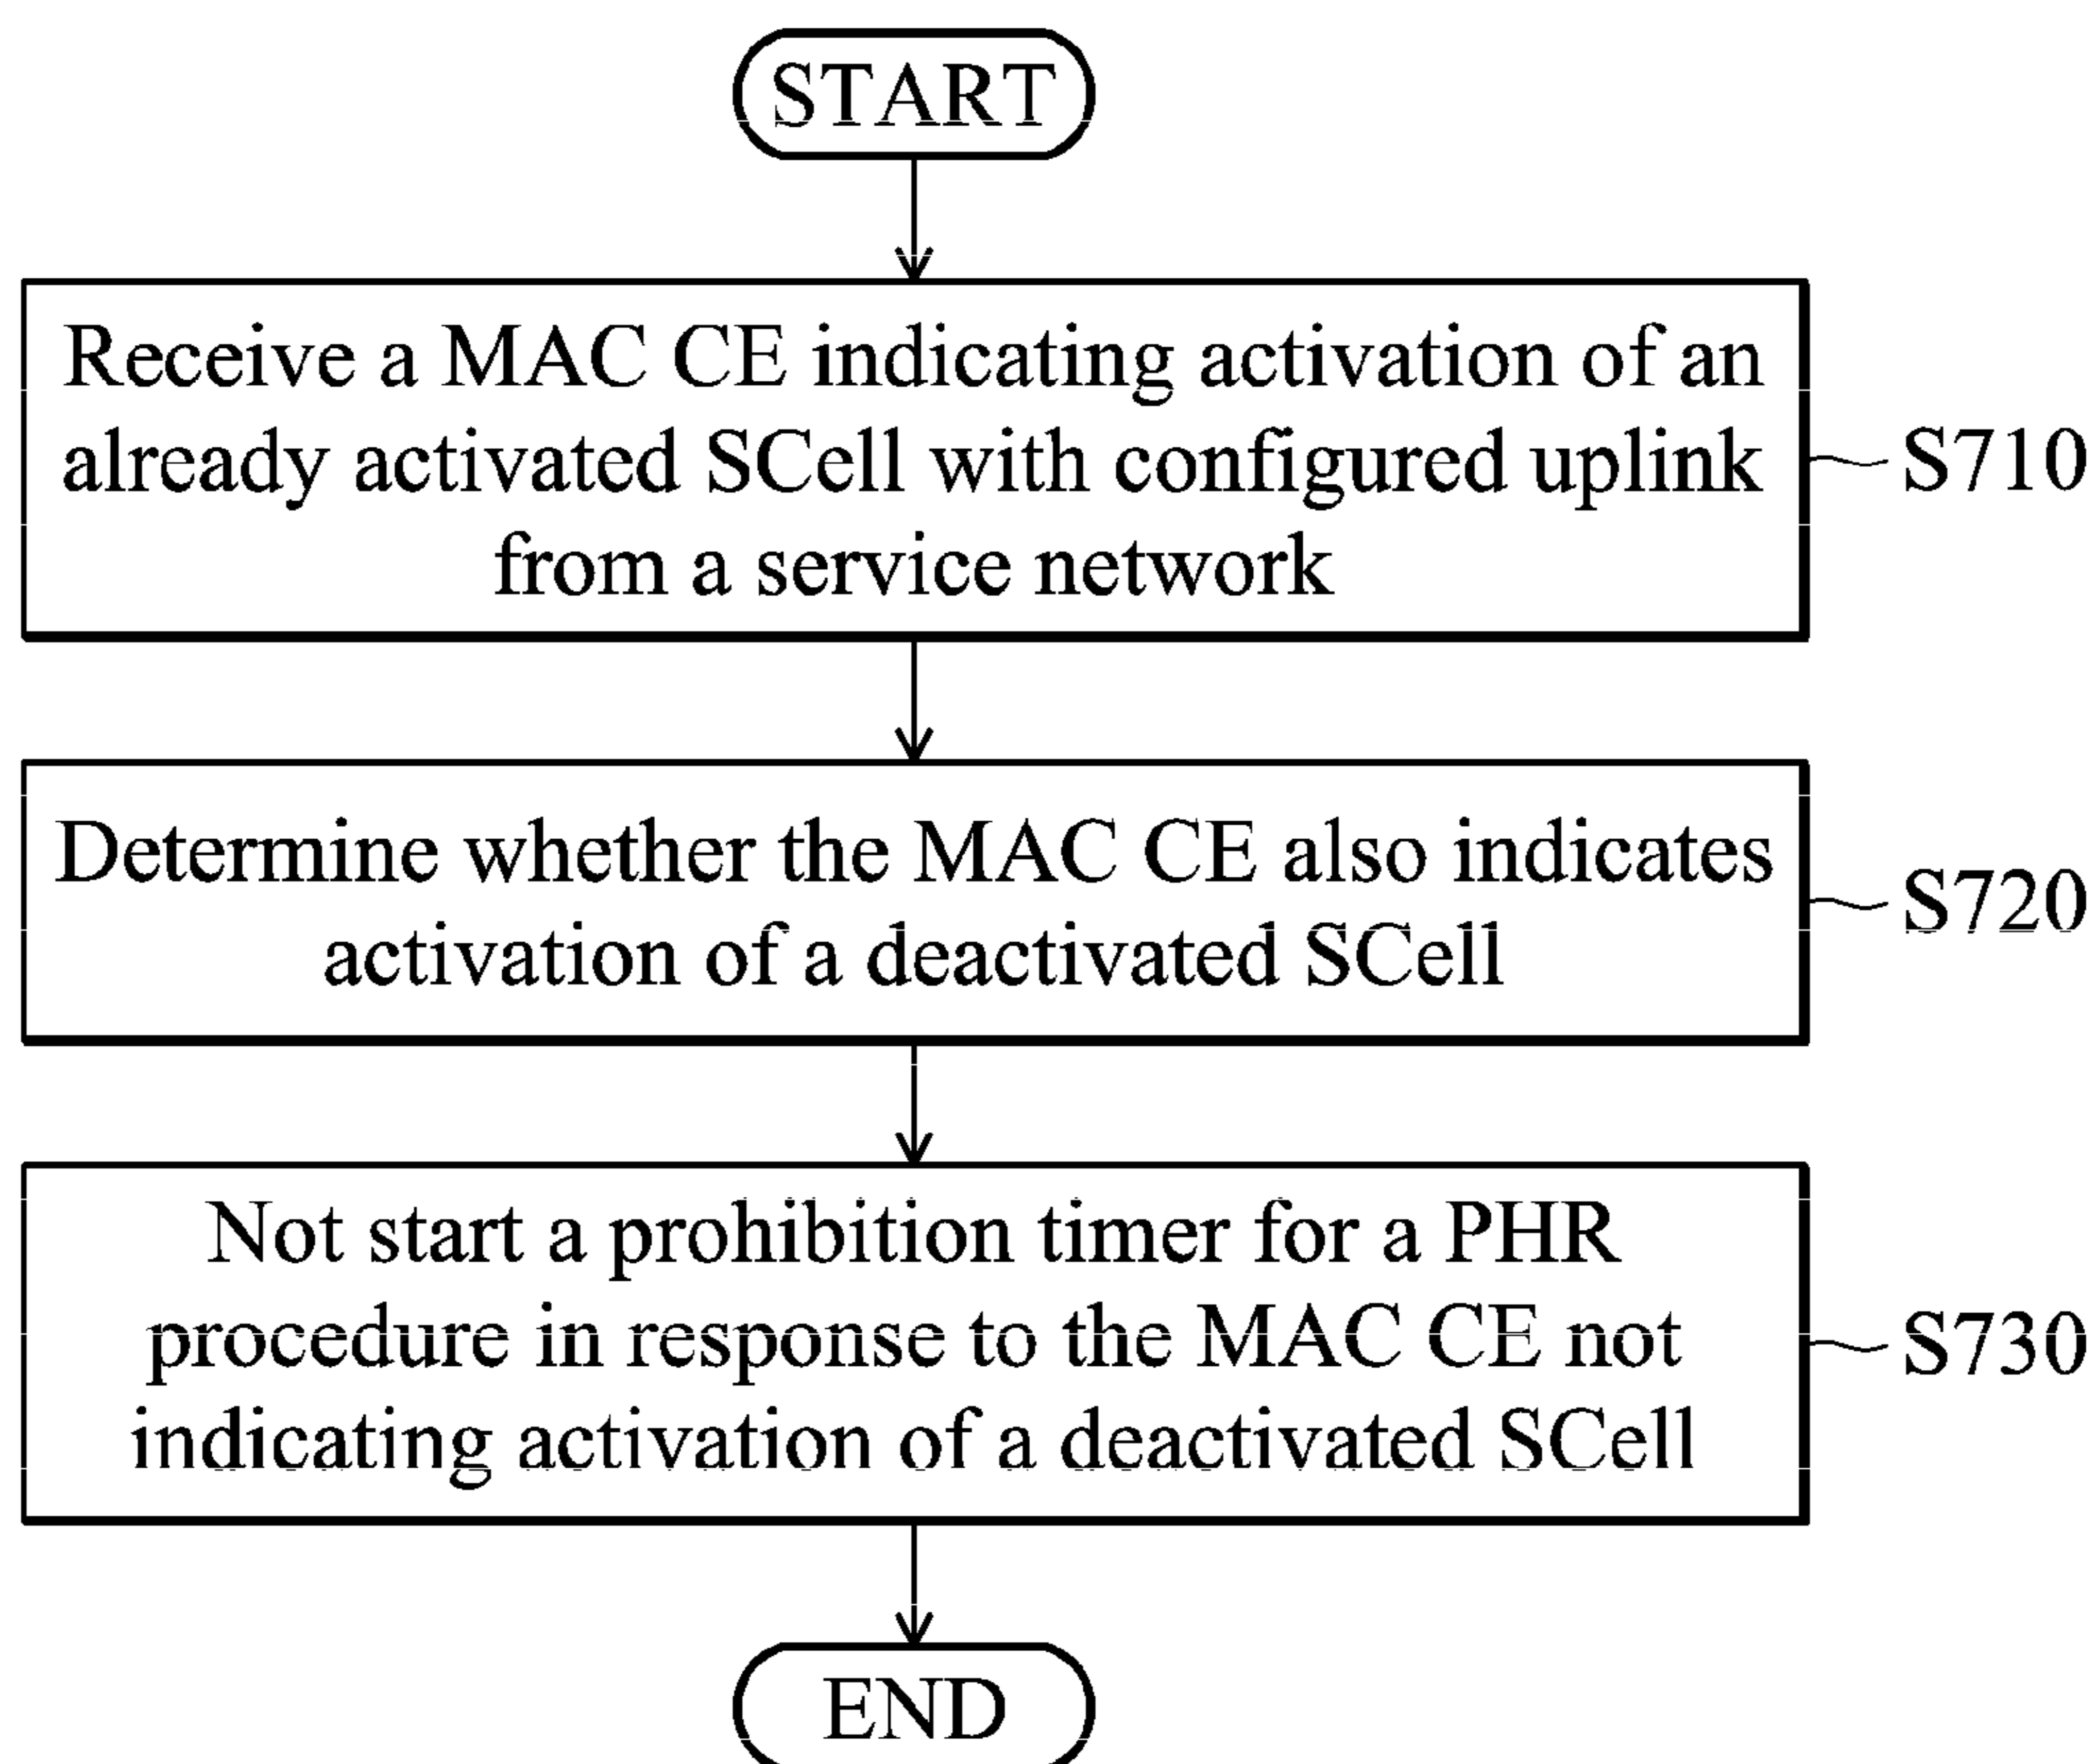 START
Receive a MAC CE indicating activation of an
already activated SCell with configured uplink
from a service network
S710
Determine whether the MAC CE also indicates
activation of a deactivated SCell
S720
Not start a prohibition timer for a PHR
procedure in response to the MAC CE not
indicating activation of a deactivated SCell
S730
END